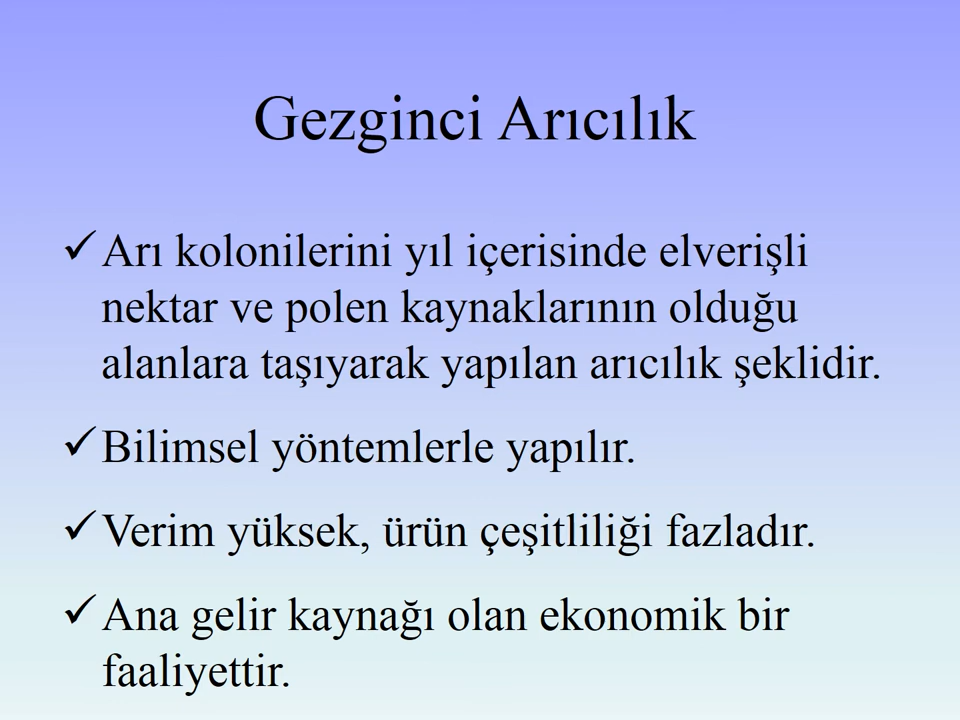 Gezginci Arıcılık
✓ Arı kolonilerini yıl içerisinde elverişli
nektar ve polen kaynaklarının olduğu
alanlara taşıyarak yapılan arıcılık şeklidir.
✓ Bilimsel yöntemlerle yapılır.
✓ Verim yüksek, ürün çeşitliliği fazladır.
✓ Ana gelir kaynağı olan ekonomik bir
faaliyettir.